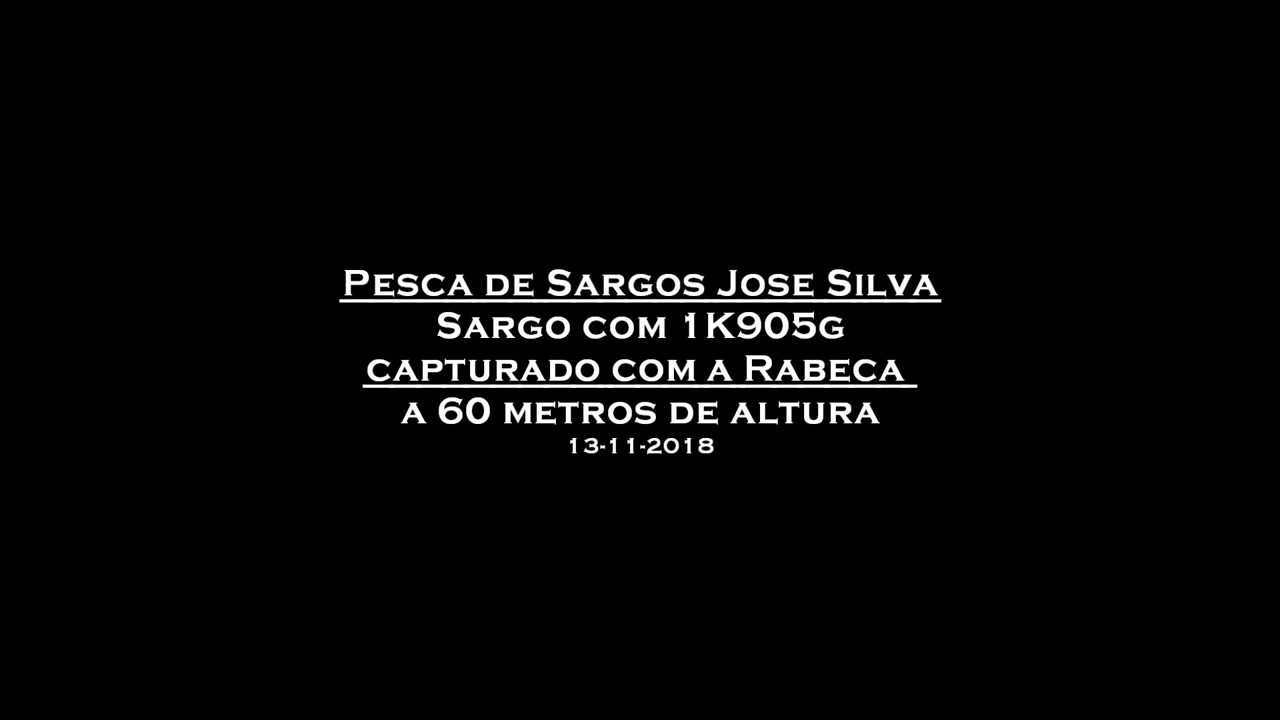 Pesca de Sargos Jose Silva
Sargo com 1K905g
capturado com a Rabeca
a 60 metros de altura
13-11-2018